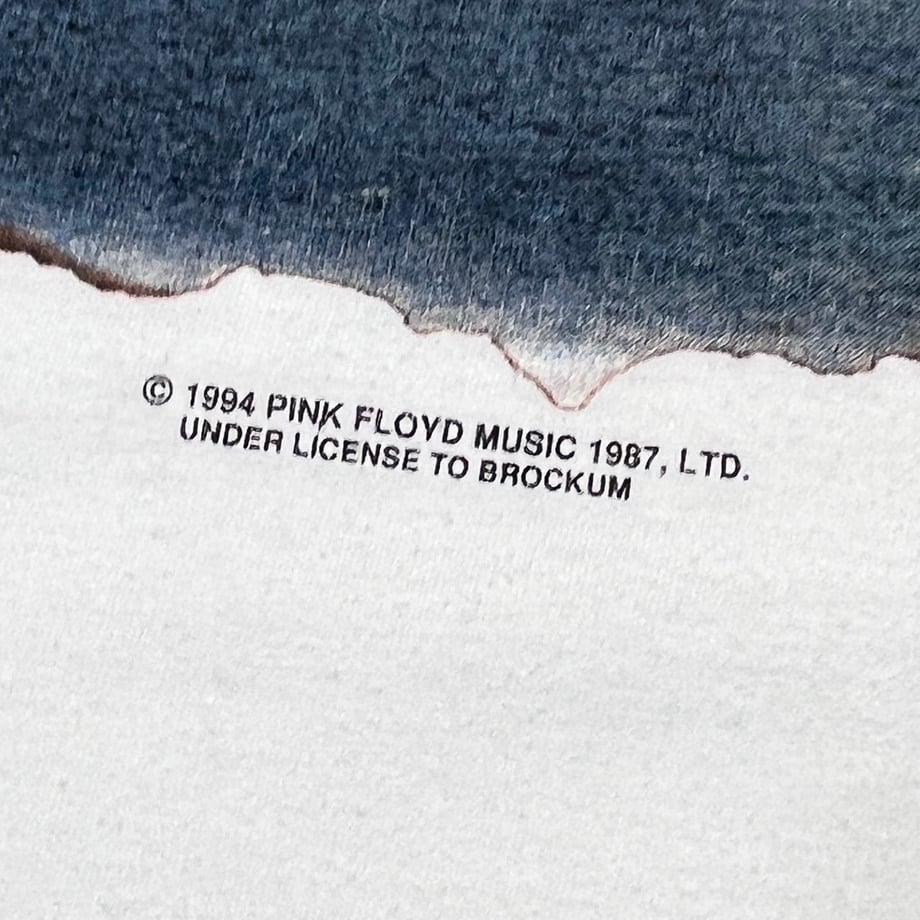 © 1994 PINK FLOYD MUSIC 1987, LTD.
UNDER LICENSE TO BROCKUM